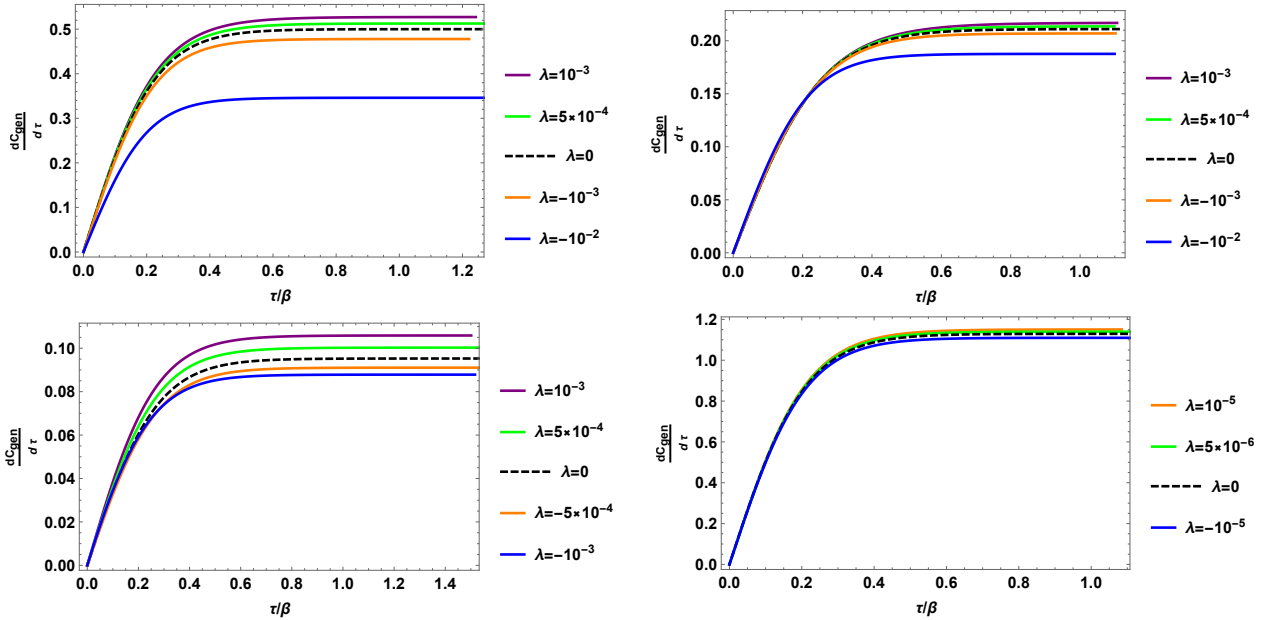 dC_gen/dτ
0.5
0.4
0.3
0.2
0.1
0.0
0.0 0.2 0.4 0.6 0.8 1.0 1.2
τ/β
λ=10⁻³
λ=5×10⁻⁴
λ=0
λ=−10⁻³
λ=−10⁻²
dC_gen/dτ
0.20
0.15
0.10
0.05
0.00
0.0 0.2 0.4 0.6 0.8 1.0
τ/β
λ=10⁻³
λ=5×10⁻⁴
λ=0
λ=−10⁻³
λ=−10⁻²
dC_gen/dτ
0.10
0.08
0.06
0.04
0.02
0.00
0.0 0.2 0.4 0.6 0.8 1.0 1.2 1.4
τ/β
λ=10⁻³
λ=5×10⁻⁴
λ=0
λ=−5×10⁻⁴
λ=−10⁻³
dC_gen/dτ
1.2
1.0
0.8
0.6
0.4
0.2
0.0
0.0 0.2 0.4 0.6 0.8 1.0
τ/β
λ=10⁻⁵
λ=5×10⁻⁶
λ=0
λ=−10⁻⁵